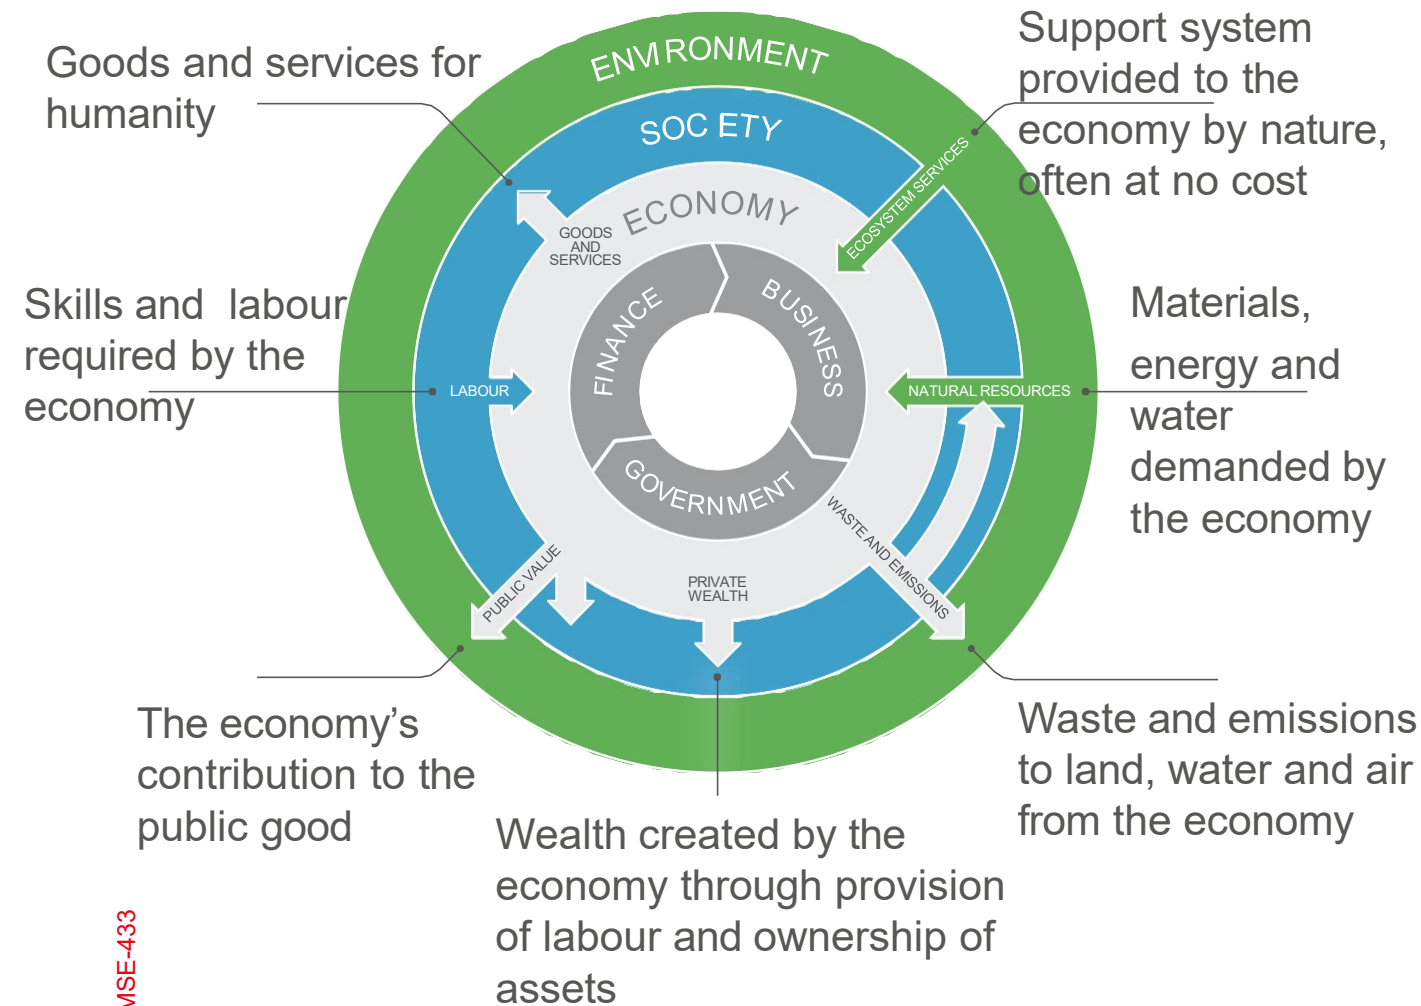 Goods and services for
humanity
Support system
provided to the
economy by nature,
often at no cost
ENVIRONMENT
SOCIETY
ECONOMY
ECOSYSTEM SERVICES
GOODS
AND
SERVICES
FINANCE
BUSINESS
GOVERNMENT
Skills and labour
required by the
economy
LABOUR
NATURAL RESOURCES
Materials,
energy and
water
demanded by
the economy
PUBLIC VALUE
PRIVATE
WEALTH
WASTE AND EMISSIONS
The economy’s
contribution to the
public good
Wealth created by the
economy through provision
of labour and ownership of
assets
Waste and emissions
to land, water and air
from the economy
MSE-433